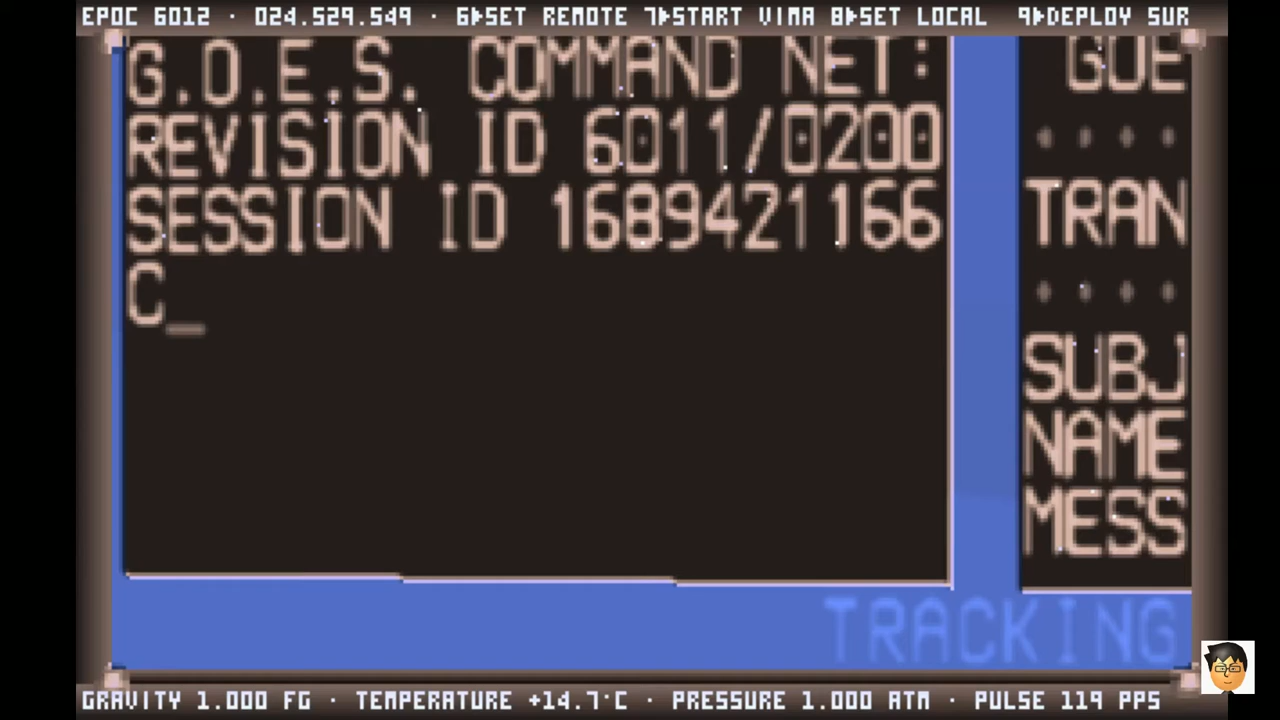 EPOC 6012 · 024.529.549 · 6▶SET REMOTE 7▶START VIMA 8▶SET LOCAL 9▶DEPLOY SUR
G.O.E.S. COMMAND NET:
REVISION ID 6011/0200
SESSION ID 1689421166
C_
GOE
TRAN
SUBJ
NAME
MESS
TRACKING
GRAVITY 1.000 FG · TEMPERATURE +14.7°C · PRESSURE 1.000 ATM · PULSE 119 PPS